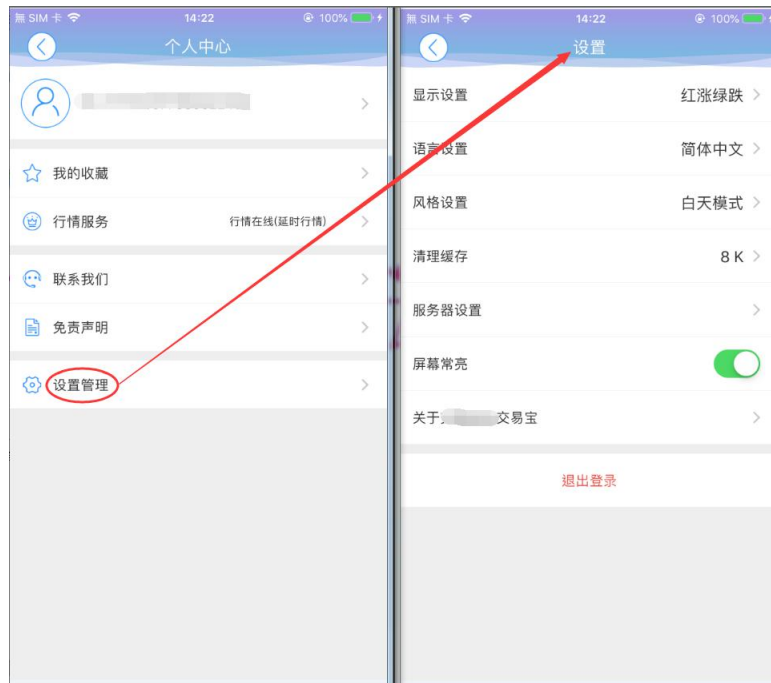 無 SIM 卡 14:22 100%
个人中心
我的收藏
行情服务 行情在线(延时行情)
联系我们
免责声明
设置管理
無 SIM 卡 14:22 100%
设置
显示设置 红涨绿跌
语言设置 简体中文
风格设置 白天模式
清理缓存 8 K
服务器设置
屏幕常亮
关于 交易宝
退出登录